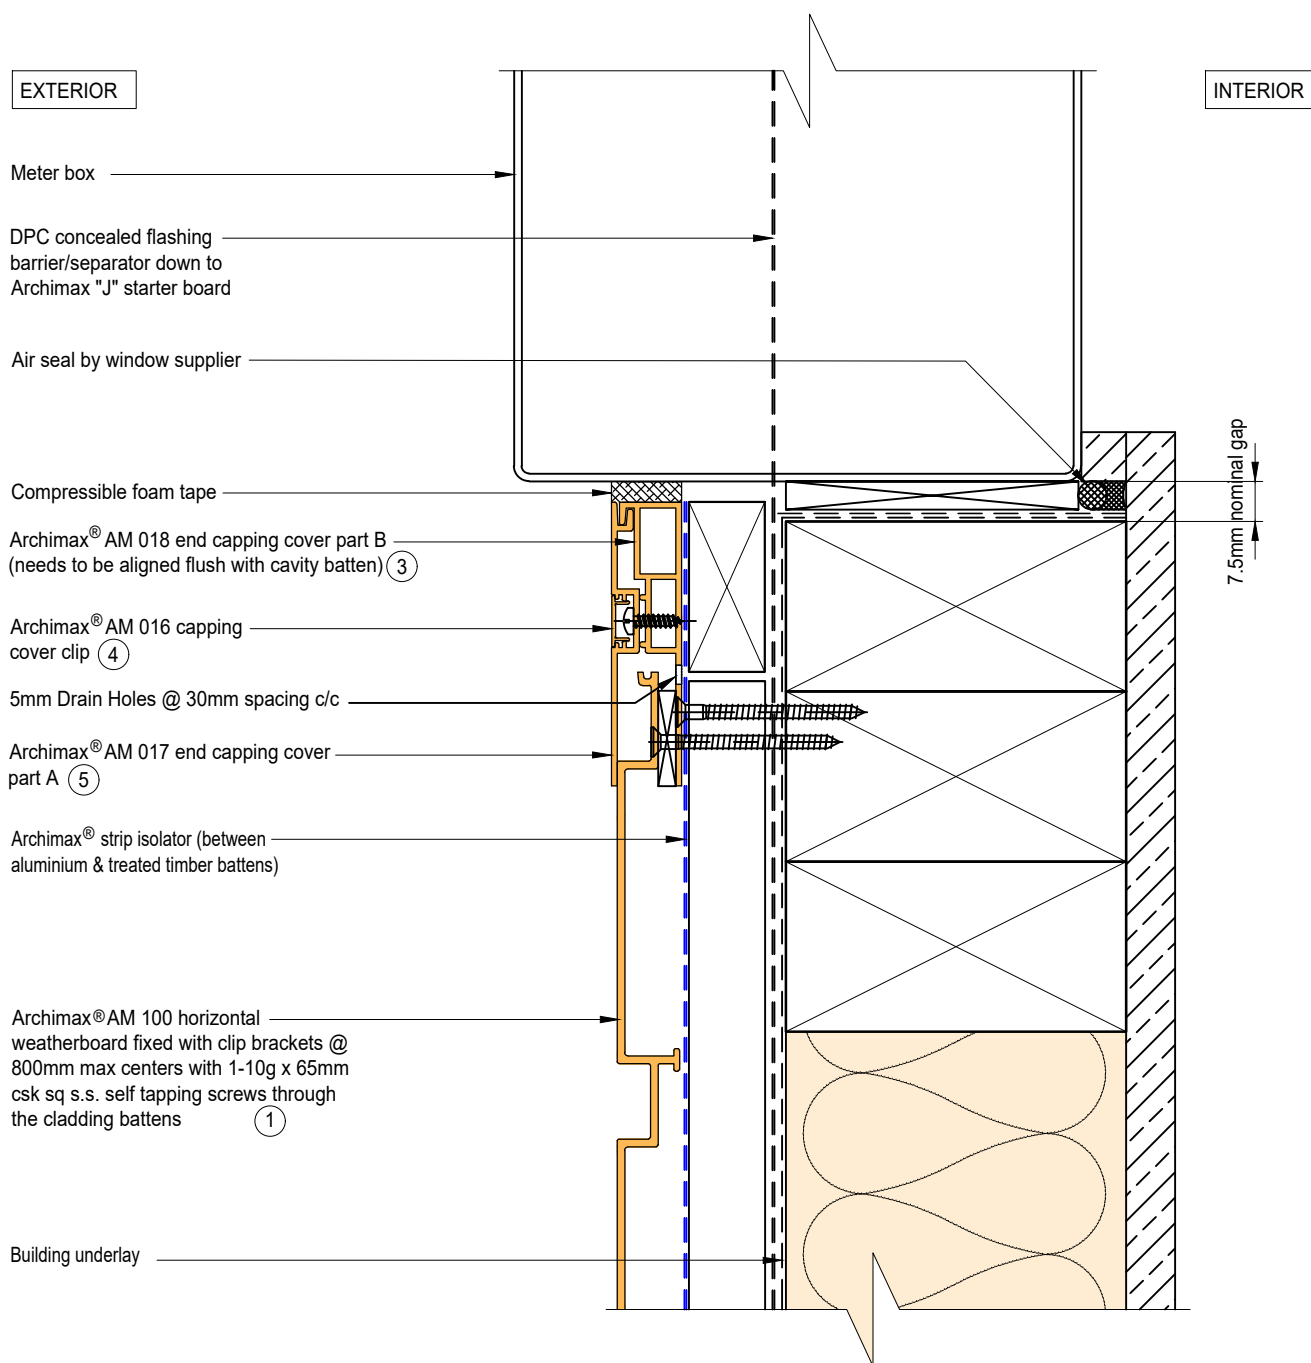 EXTERIOR
INTERIOR
Meter box
DPC concealed flashing
barrier/separator down to
Archimax "J" starter board
Air seal by window supplier
7.5mm nominal gap
Compressible foam tape
Archimax® AM 018 end capping cover part B
(needs to be aligned flush with cavity batten) 3
Archimax® AM 016 capping
cover clip 4
5mm Drain Holes @ 30mm spacing c/c
Archimax® AM 017 end capping cover
part A 5
Archimax® strip isolator (between
aluminium & treated timber battens)
Archimax® AM 100 horizontal
weatherboard fixed with clip brackets @
800mm max centers with 1-10g x 65mm
csk sq s.s. self tapping screws through
the cladding battens 1
Building underlay